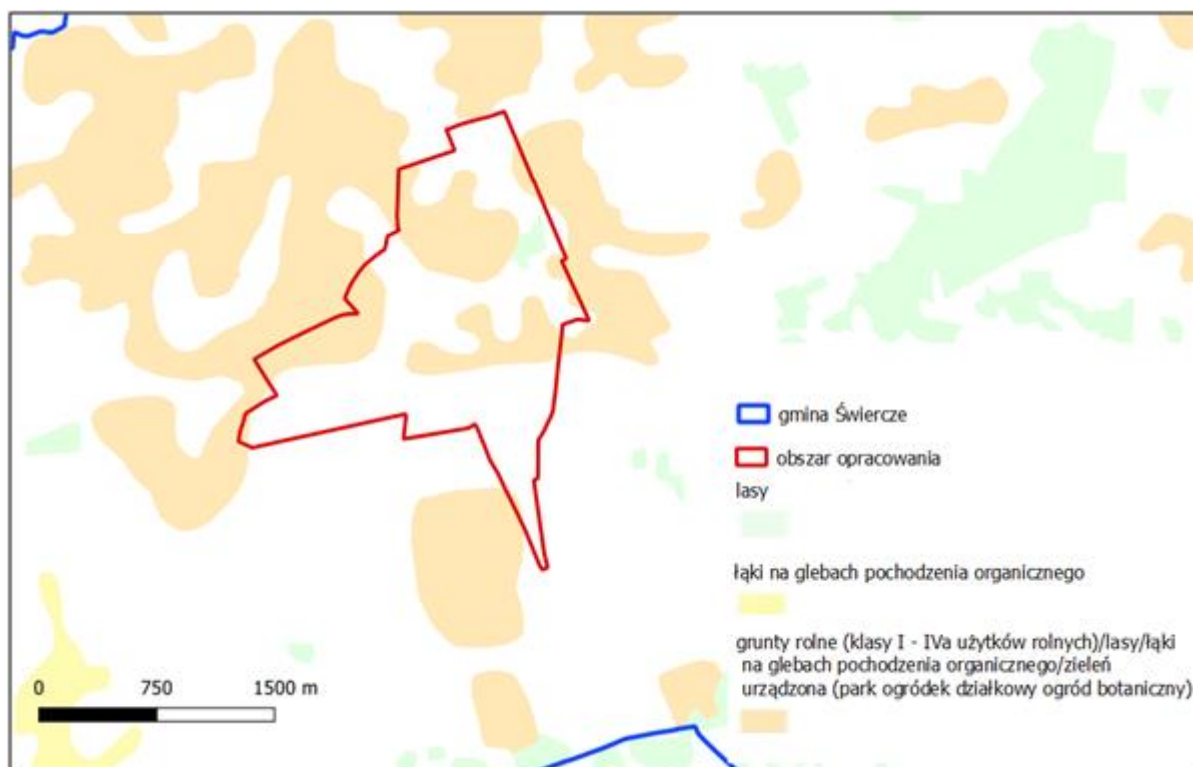 gmina Świercze
obszar opracowania
lasy
łąki na glebach pochodzenia organicznego
grunty rolne (klasy I - IVa użytków rolnych)/lasy/łąki
na glebach pochodzenia organicznego/zieleń
urządzona (park ogródek działkowy ogród botaniczny)
0 750 1500 m